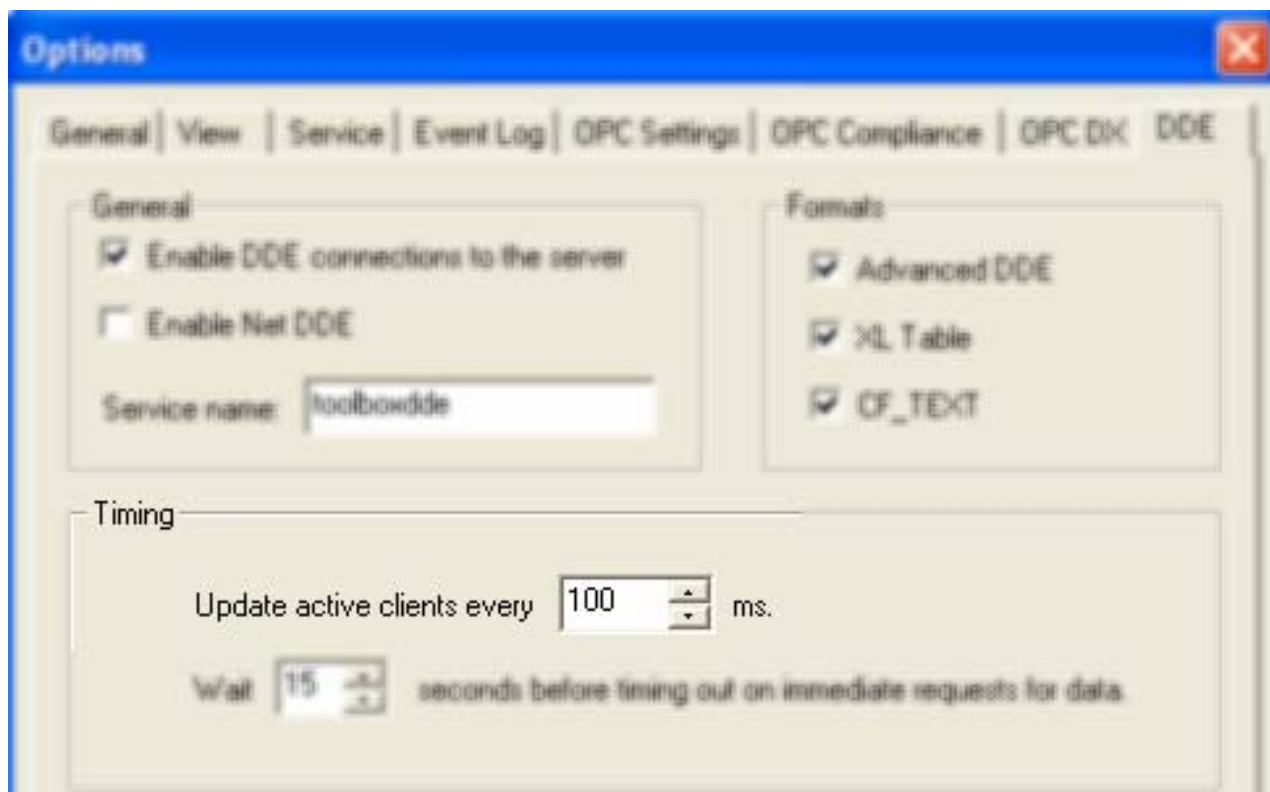 Options
General View Service Event Log OPC Settings OPC Compliance OPC DX DDE
General
Enable DDE connections to the server
Enable Net DDE
Service name: toolboxdde
Formats
Advanced DDE
XL Table
CF_TEXT
Timing
Update active clients every 100 ms.
Wait 15 seconds before timing out on immediate requests for data.